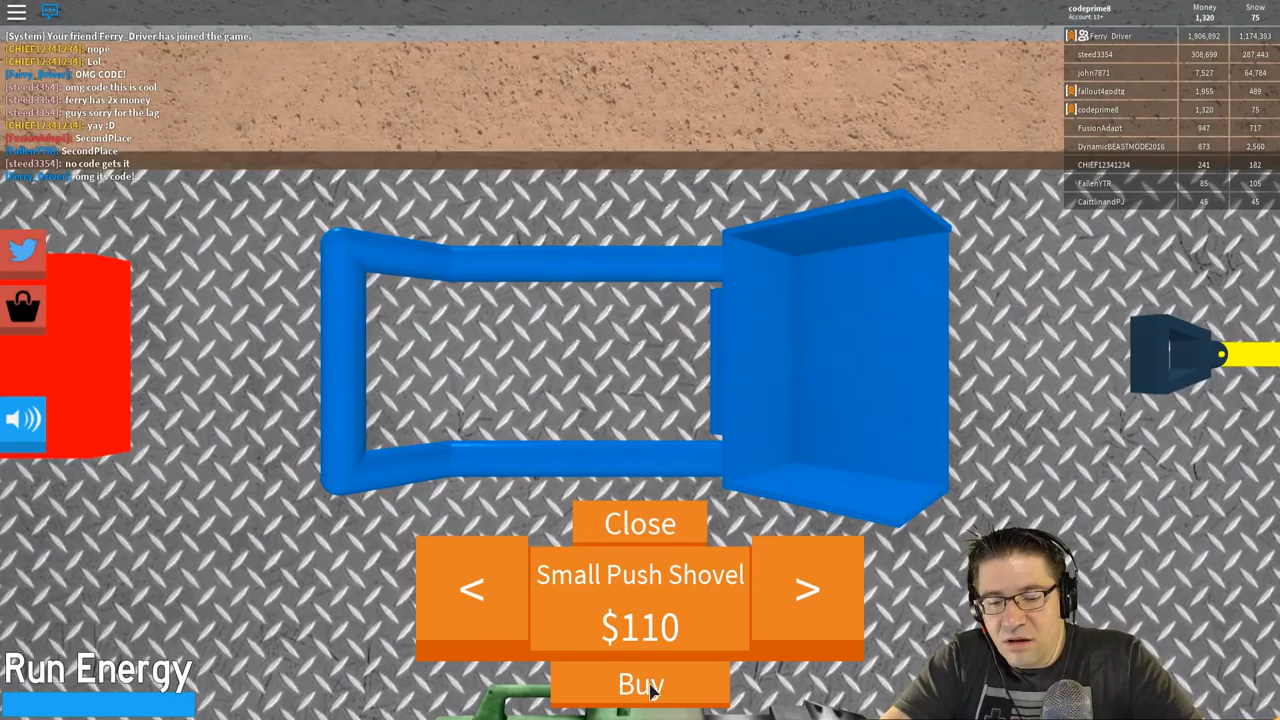 [System] Your friend Ferry_Driver has joined the game.
[CHIEF12341234]: nope
[CHIEF12341234]: Lol.
[Ferry_Driver]: OMG CODE!
[steed3354]: omg code this is cool
[steed3354]: ferry has 2x money
[steed3354]: guys sorry for the lag
[CHIEF12341234]: yay :D
[FusionAdapt]: SecondPlace
[FallenYTR]: SecondPlace
[steed3354]: no code gets it
[Ferry_Driver]: omg its code!
codeprime8 Money Snow
Account: 13+ 1,320 75
Ferry_Driver 1,906,892 1,174,393
steed3354 308,699 287,443
john7871 7,527 64,784
fallout4godtg 1,955 489
codeprime8 1,320 75
FusionAdapt 947 717
DynamicBEASTMODE2016 873 2,560
CHIEF12341234 241 182
FallenYTR 85 105
CaittlinandPJ 45 45
Close
< Small Push Shovel >
$110
Buy
Run Energy